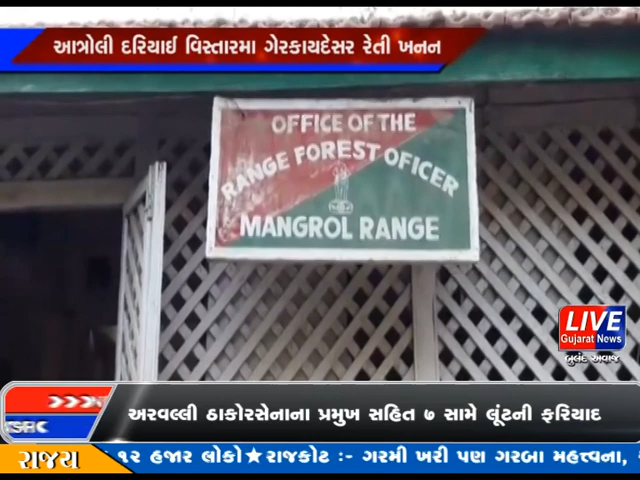 આત્રોલી દરિયાઈ વિસ્તારમા ગેરકાયદેસર રેતી ખનન
OFFICE OF THE
RANGE FOREST OFICER
MANGROL RANGE
LIVE
Gujarat News
બુલંદ અવાજ
અરવલ્લી ઠાકોરસેનાના પ્રમુખ સહિત ૭ સામે લૂંટની ફરિયાદ
રાજય
૧૨ હજાર લોકો★રાજકોટ :- ગરમી ખરી પણ ગરબા મહત્ત્વના,